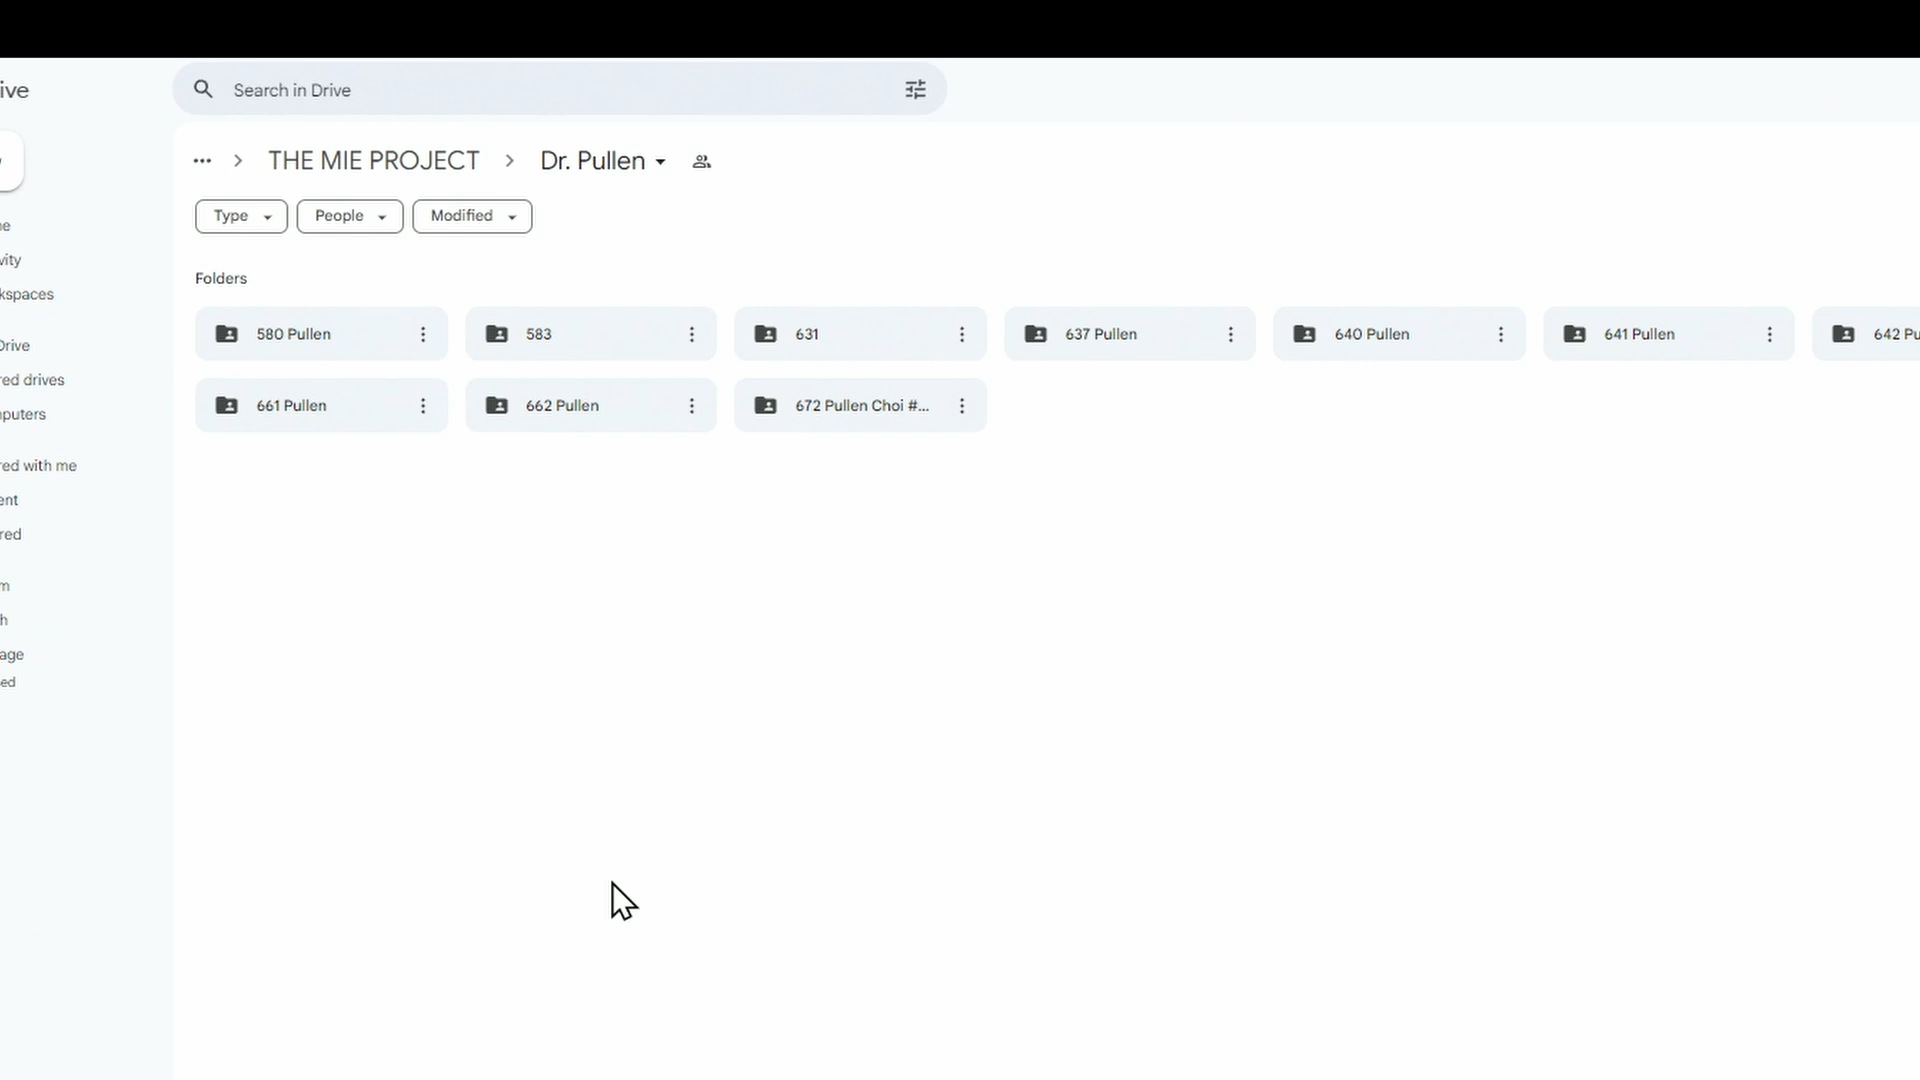 ive
Search in Drive
THE MIE PROJECT
Dr. Pullen
Type
People
Modified
Folders
580 Pullen
583
631
637 Pullen
640 Pullen
641 Pullen
642 Pu
661 Pullen
662 Pullen
672 Pullen Choi #...
ne
vity
kspaces
Drive
red drives
nputers
red with me
ent
red
m
h
age
ed